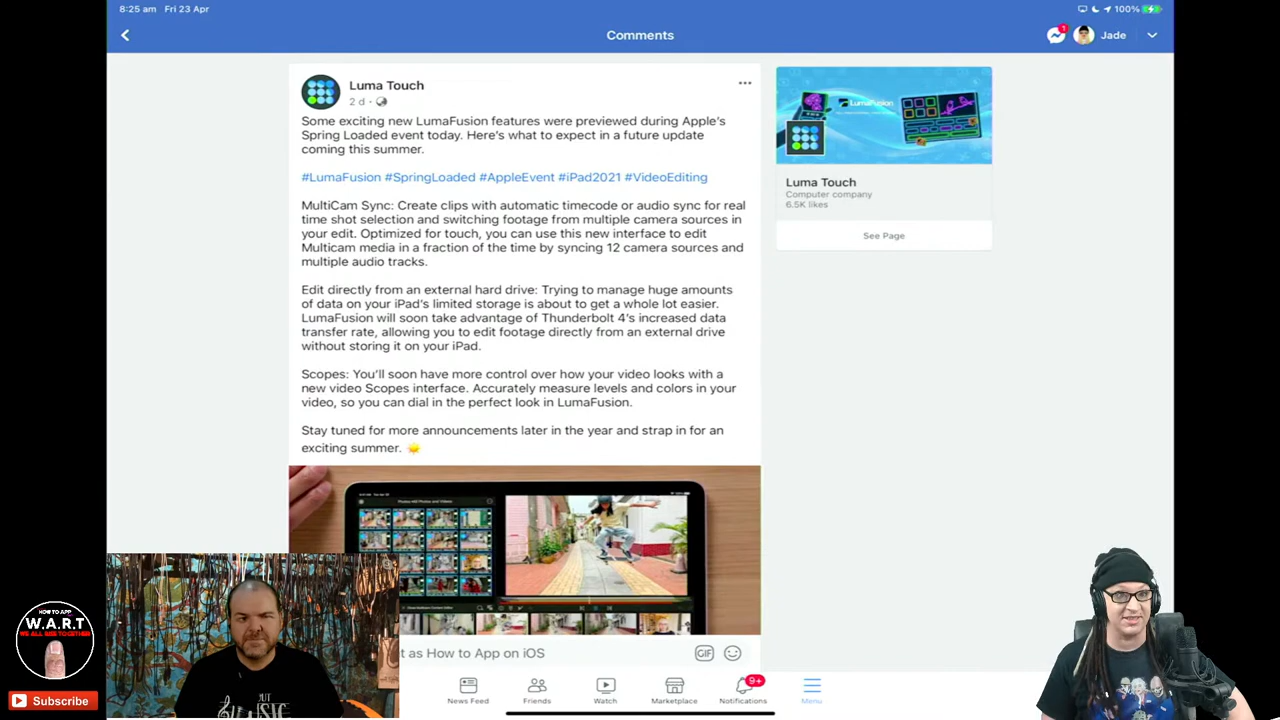 8:25 am Fri 23 Apr
100%
Comments
1
Jade
Luma Touch
2 d
Some exciting new LumaFusion features were previewed during Apple's
Spring Loaded event today. Here's what to expect in a future update
coming this summer.
#LumaFusion #SpringLoaded #AppleEvent #iPad2021 #VideoEditing
MultiCam Sync: Create clips with automatic timecode or audio sync for real
time shot selection and switching footage from multiple camera sources in
your edit. Optimized for touch, you can use this new interface to edit
Multicam media in a fraction of the time by syncing 12 camera sources and
multiple audio tracks.
Edit directly from an external hard drive: Trying to manage huge amounts
of data on your iPad's limited storage is about to get a whole lot easier.
LumaFusion will soon take advantage of Thunderbolt 4's increased data
transfer rate, allowing you to edit footage directly from an external drive
without storing it on your iPad.
Scopes: You'll soon have more control over how your video looks with a
new video Scopes interface. Accurately measure levels and colors in your
video, so you can dial in the perfect look in LumaFusion.
Stay tuned for more announcements later in the year and strap in for an
exciting summer.
LumaFusion
Luma Touch
Computer company
6.5K likes
See Page
t as How to App on iOS
GIF
9+
News Feed
Friends
Watch
Marketplace
Notifications
Menu
HOW TO APP
W.A.R.T
WE ALL RISE TOGETHER
Subscribe